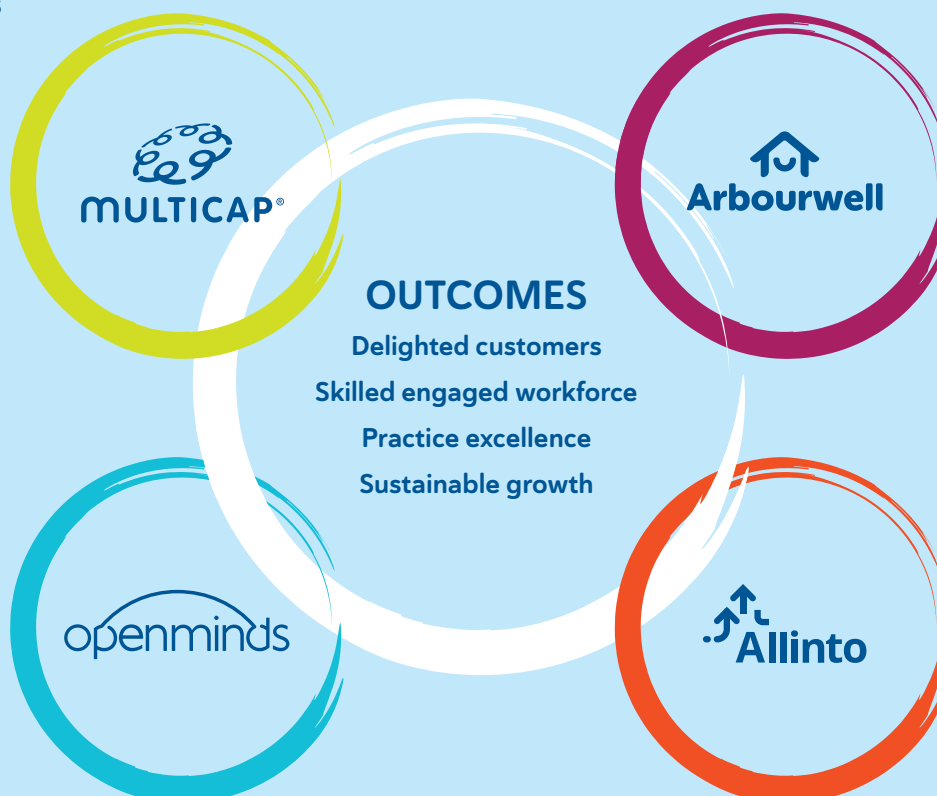 MULTICAP®
Arbourwell
OUTCOMES
Delighted customers
Skilled engaged workforce
Practice excellence
Sustainable growth
openminds
Allinto